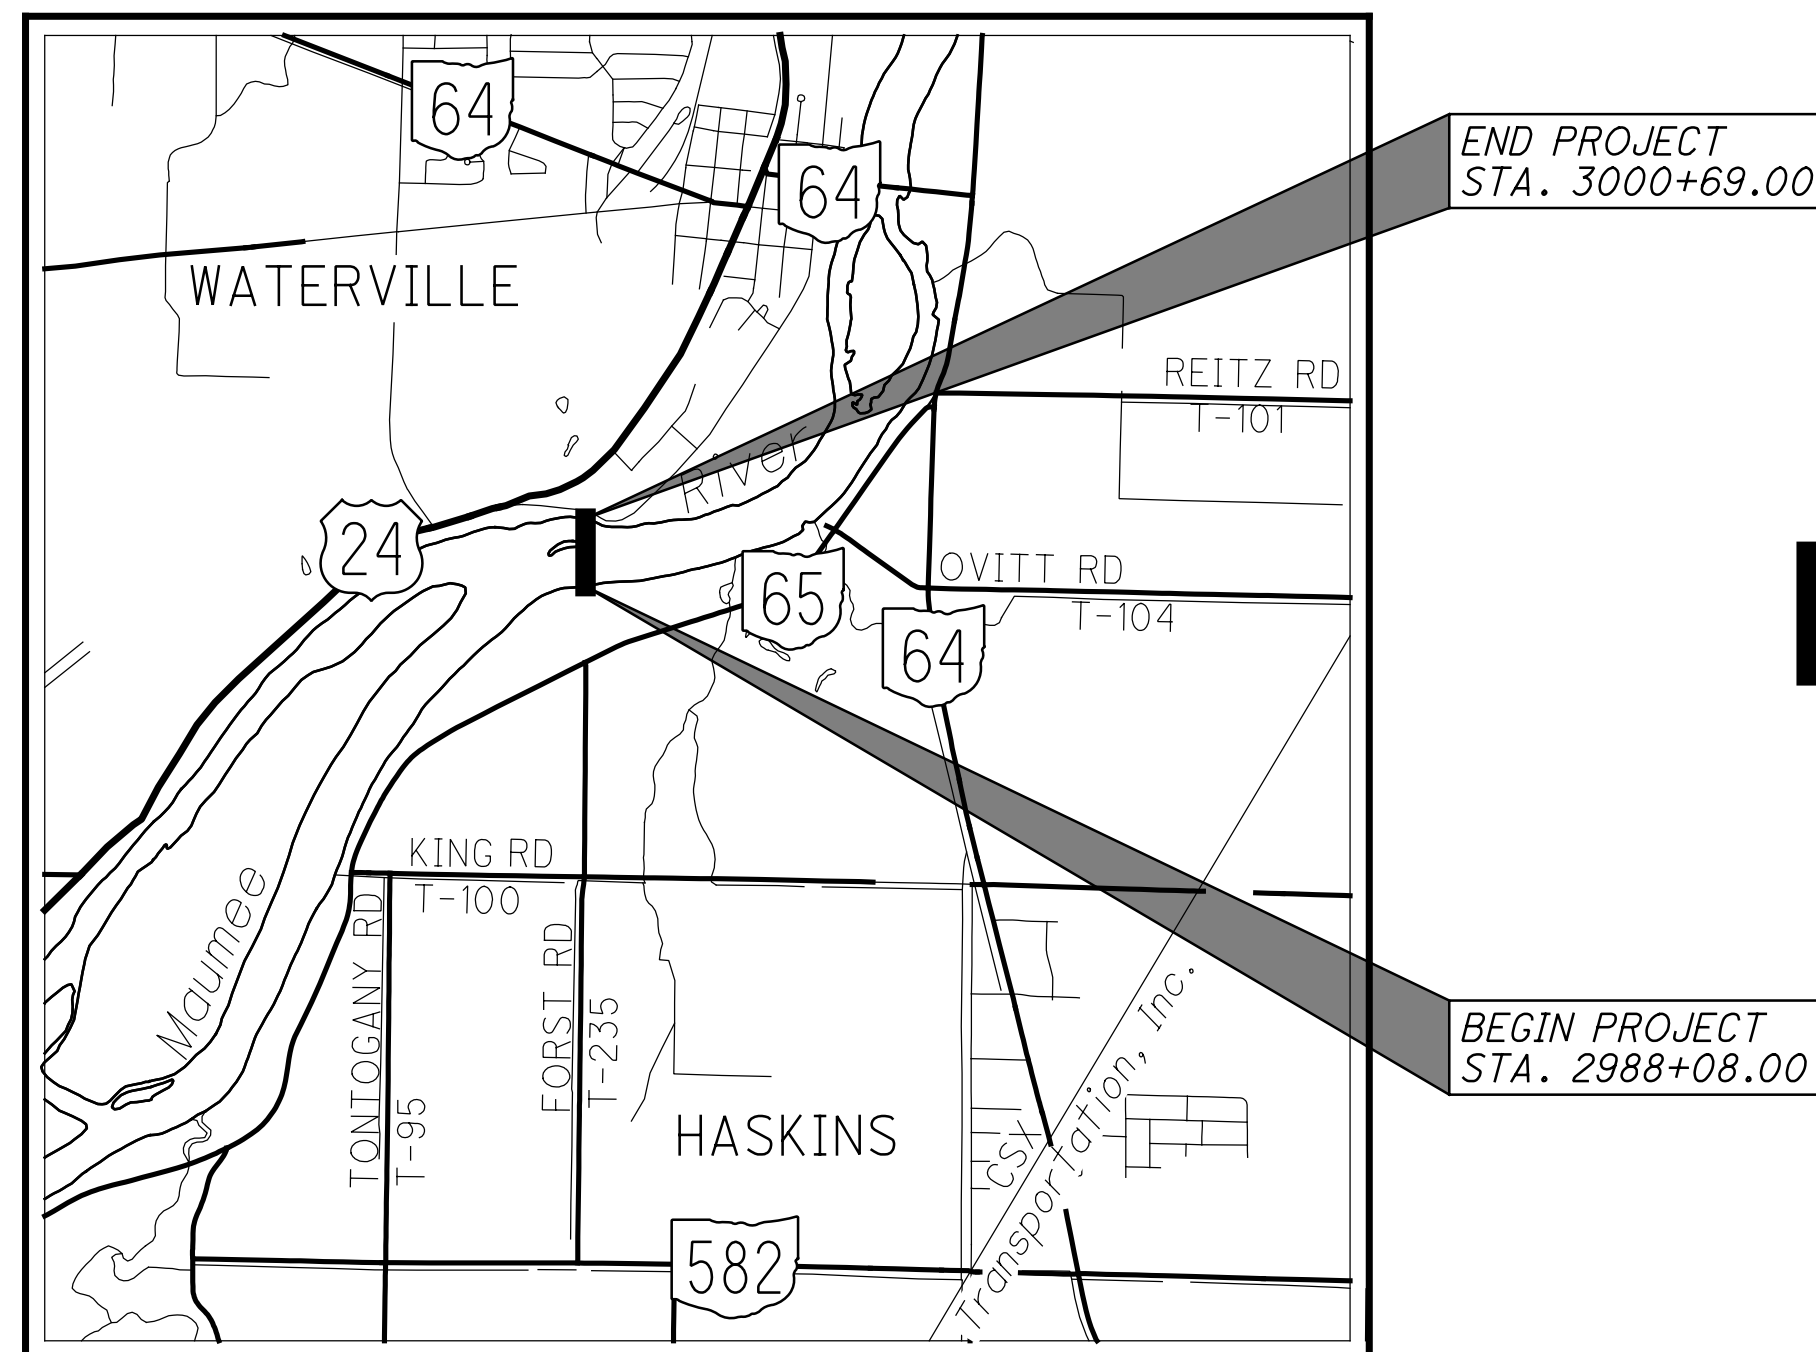 64
64
END PROJECT
STA. 3000+69.00
WATERVILLE
REITZ RD
T-101
River
24
OVITT RD
T-104
65
64
KING RD
T-100
Maumee
TONTOGANY RD
T-95
FORST RD
T-235
BEGIN PROJECT
STA. 2988+08.00
HASKINS
CSX
Transportation, Inc.
582